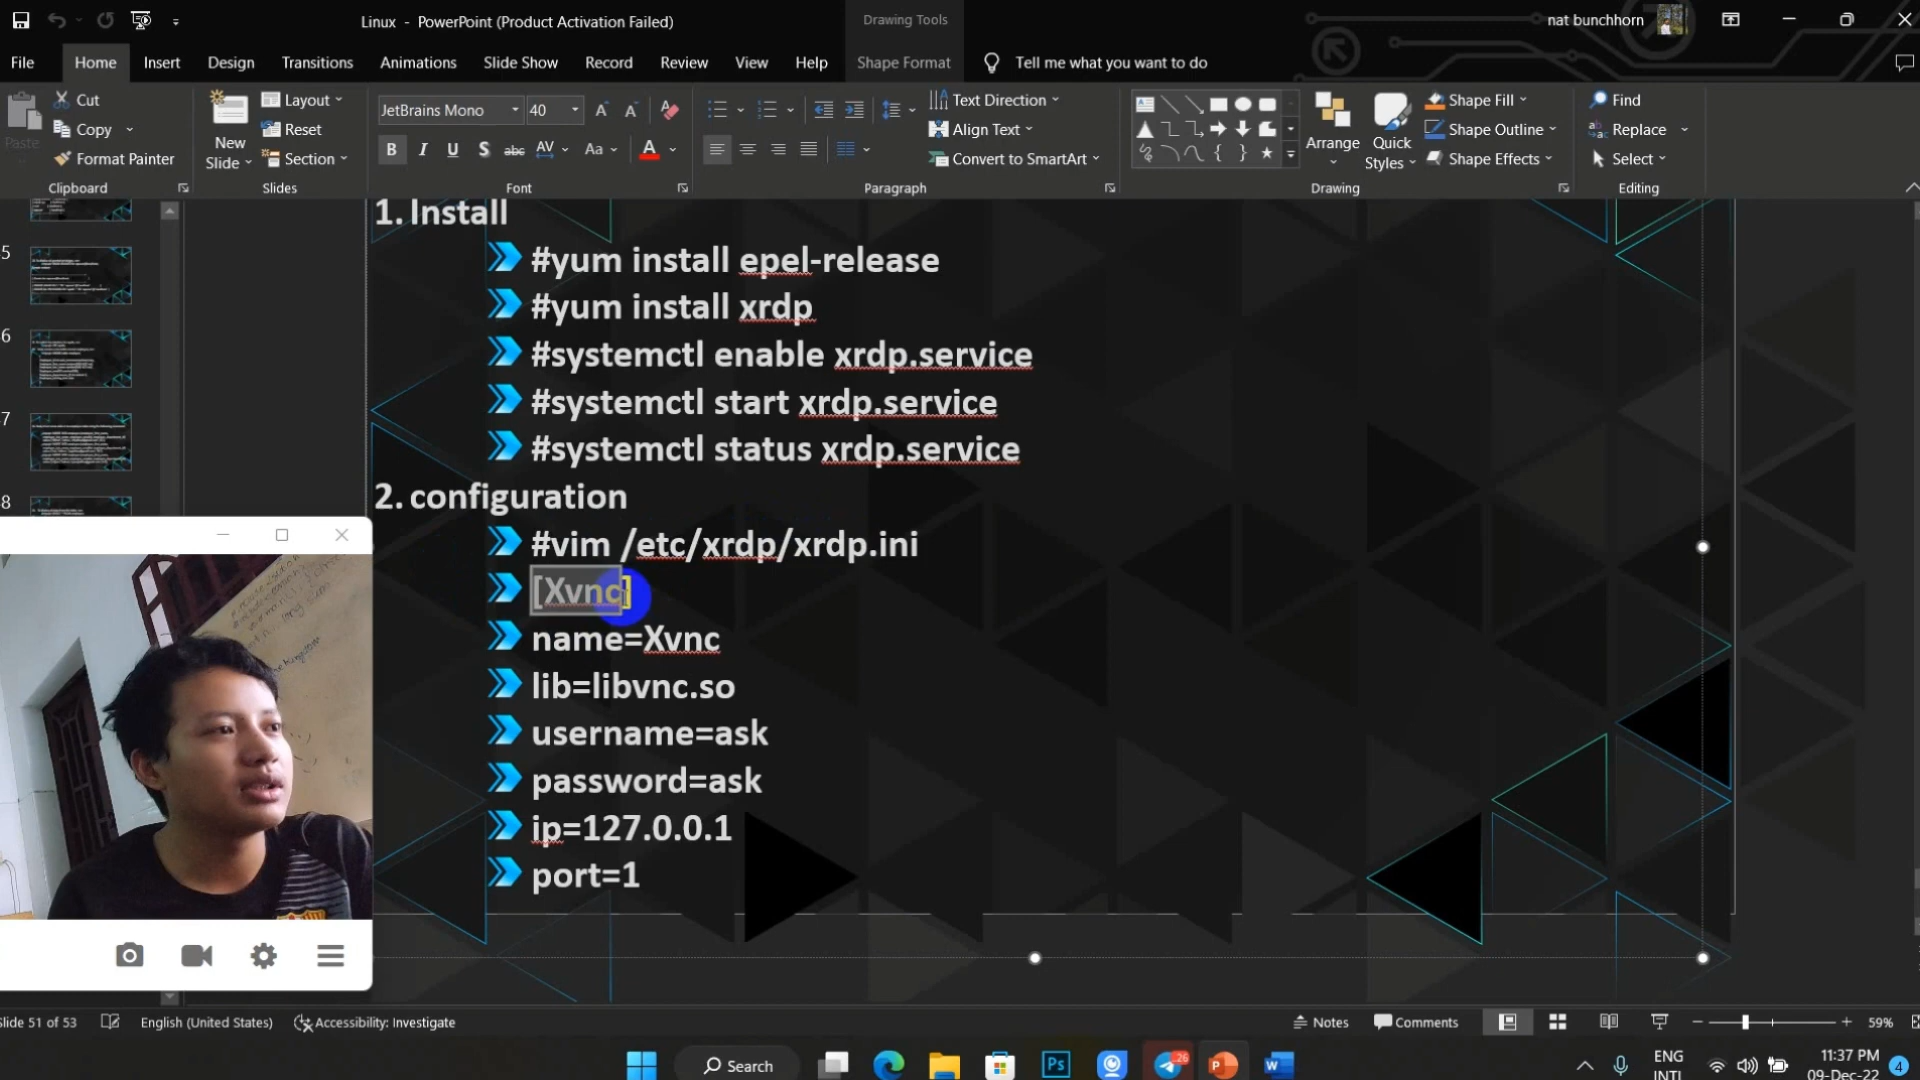 Linux - PowerPoint (Product Activation Failed)
Drawing Tools
nat bunchhorn
File Home Insert Design Transitions Animations Slide Show Record Review View Help Shape Format Tell me what you want to do
Paste
Cut
Copy
Format Painter
Clipboard
New Slide
Layout
Reset
Section
Slides
JetBrains Mono 40
Font
Text Direction
Align Text
Convert to SmartArt
Paragraph
Arrange
Quick Styles
Shape Fill
Shape Outline
Shape Effects
Drawing
Find
Replace
Select
Editing
5
6
7
8
1. Install
#yum install epel-release
#yum install xrdp
#systemctl enable xrdp.service
#systemctl start xrdp.service
#systemctl status xrdp.service
2. configuration
#vim /etc/xrdp/xrdp.ini
[Xvnc]
name=Xvnc
lib=libvnc.so
username=ask
password=ask
ip=127.0.0.1
port=1
Slide 51 of 53 English (United States) Accessibility: Investigate Notes Comments 59%
Search
Ps
26
P
W
ENG
INTL
11:37 PM
09-Dec-22
4